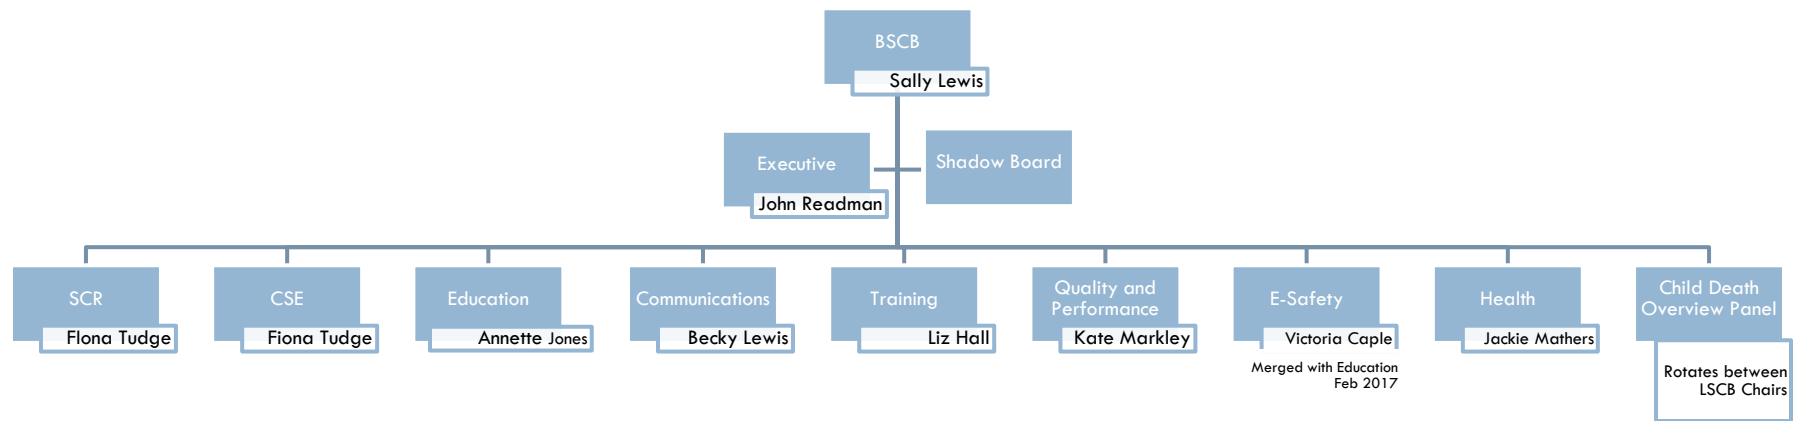 BSCB
Sally Lewis
Executive
John Readman
Shadow Board
SCR
FIona Tudge
CSE
Fiona Tudge
Education
Annette Jones
Communications
Becky Lewis
Training
Liz Hall
Quality and
Performance
Kate Markley
E-Safety
Victoria Caple
Merged with Education
Feb 2017
Health
Jackie Mathers
Child Death
Overview Panel
Rotates between
LSCB Chairs